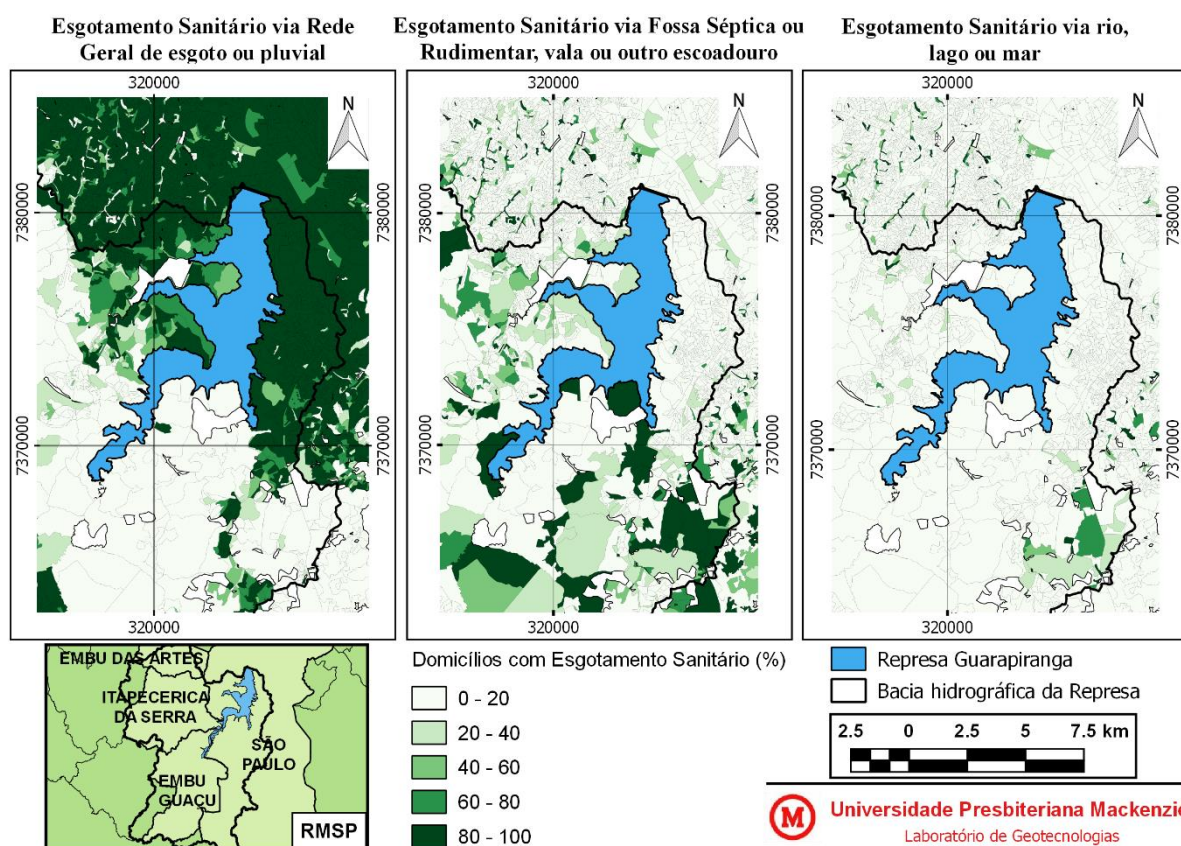 Esgotamento Sanitário via Rede
Geral de esgoto ou pluvial
Esgotamento Sanitário via Fossa Séptica ou
Rudimentar, vala ou outro escoadouro
Esgotamento Sanitário via rio,
lago ou mar
320000
320000
320000
N
N
N
7380000
7380000
7380000
7380000
7370000
7370000
7370000
7370000
320000
320000
320000
EMBU DAS ARTES
ITAPECERICA
DA SERRA
SÃO
PAULO
EMBU
GUAÇU
RMSP
Domicílios com Esgotamento Sanitário (%)
0 - 20
20 - 40
40 - 60
60 - 80
80 - 100
Represa Guarapiranga
Bacia hidrográfica da Represa
2.5 0 2.5 5 7.5 km
M
Universidade Presbiteriana Mackenzie
Laboratório de Geotecnologias